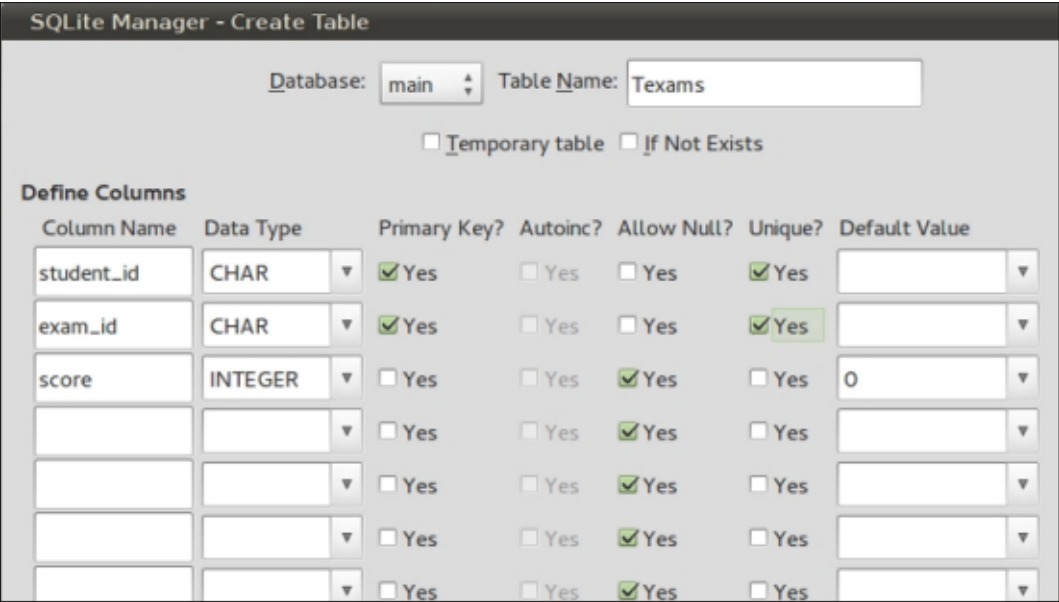 SQLite Manager - Create Table
Database: main Table Name: Texams
Temporary table If Not Exists
Define Columns
Column Name Data Type Primary Key? Autoinc? Allow Null? Unique? Default Value
student_id CHAR Yes Yes Yes Yes
exam_id CHAR Yes Yes Yes Yes
score INTEGER Yes Yes Yes Yes 0
Yes Yes Yes Yes
Yes Yes Yes Yes
Yes Yes Yes Yes
Yes Yes Yes Yes